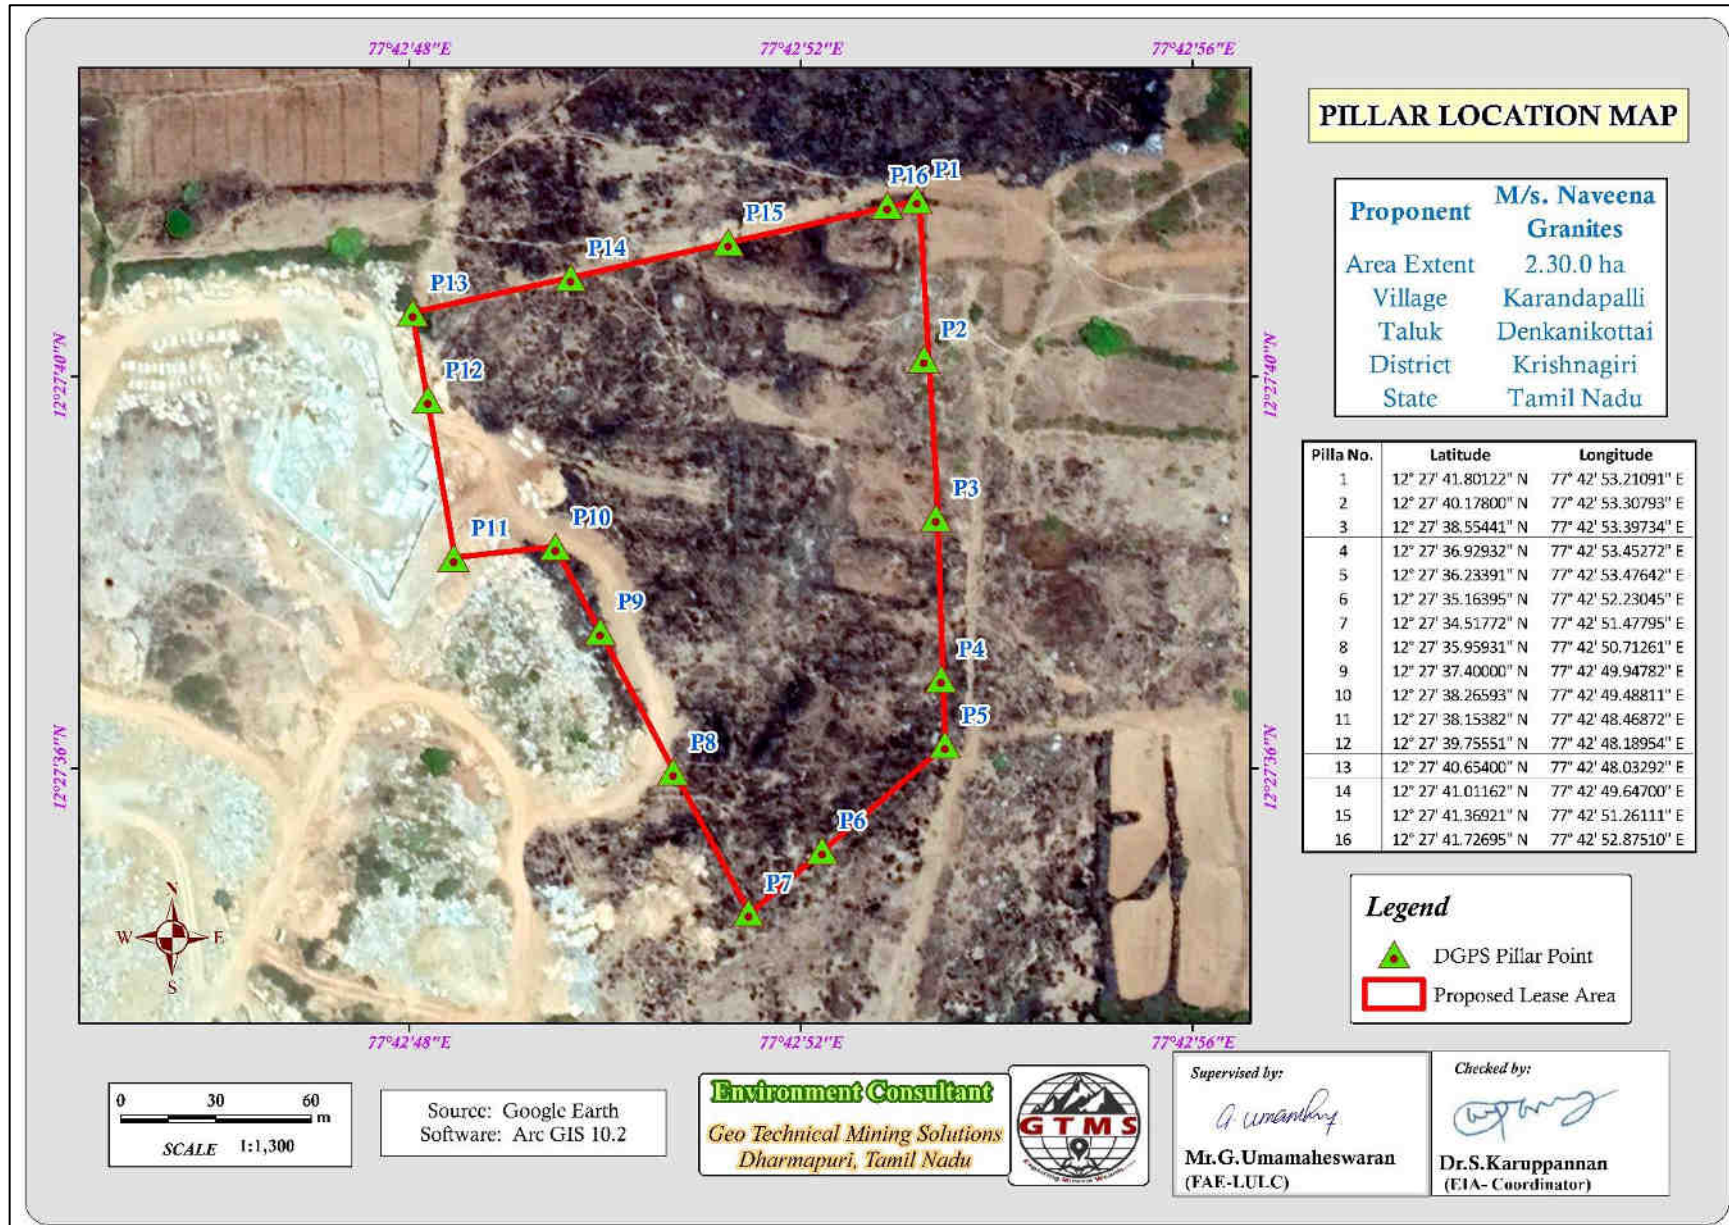 77°42'48"E
77°42'52"E
77°42'56"E
PILLAR LOCATION MAP
Proponent M/s. Naveena Granites
Area Extent 2.30.0 ha
Village Karandapalli
Taluk Denkanikottai
District Krishnagiri
State Tamil Nadu
P1
P16
P15
P14
P13
P2
P12
P3
P10
P11
P9
P4
P5
P8
P6
P7
12°27'40"N
12°27'40"N
12°27'36"N
12°27'36"N
N
W E
S
77°42'48"E
77°42'52"E
77°42'56"E
Pilla No. Latitude Longitude
1 12° 27' 41.80122" N 77° 42' 53.21091" E
2 12° 27' 40.17800" N 77° 42' 53.30793" E
3 12° 27' 38.55441" N 77° 42' 53.39734" E
4 12° 27' 36.92932" N 77° 42' 53.45272" E
5 12° 27' 36.23391" N 77° 42' 53.47642" E
6 12° 27' 35.16395" N 77° 42' 52.23045" E
7 12° 27' 34.51772" N 77° 42' 51.47795" E
8 12° 27' 35.95931" N 77° 42' 50.71261" E
9 12° 27' 37.40000" N 77° 42' 49.94782" E
10 12° 27' 38.26593" N 77° 42' 49.48811" E
11 12° 27' 38.15382" N 77° 42' 48.46872" E
12 12° 27' 39.75551" N 77° 42' 48.18954" E
13 12° 27' 40.65400" N 77° 42' 48.03292" E
14 12° 27' 41.01162" N 77° 42' 49.64700" E
15 12° 27' 41.36921" N 77° 42' 51.26111" E
16 12° 27' 41.72695" N 77° 42' 52.87510" E
Legend
DGPS Pillar Point
Proposed Lease Area
0 30 60
m
SCALE 1:1,300
Source: Google Earth
Software: Arc GIS 10.2
Environment Consultant
Geo Technical Mining Solutions
Dharmapuri, Tamil Nadu
GTMS
Supervised by:
Mr.G.Umamaheswaran
(FAE-LULC)
Checked by:
Dr.S.Karuppannan
(EIA- Coordinator)